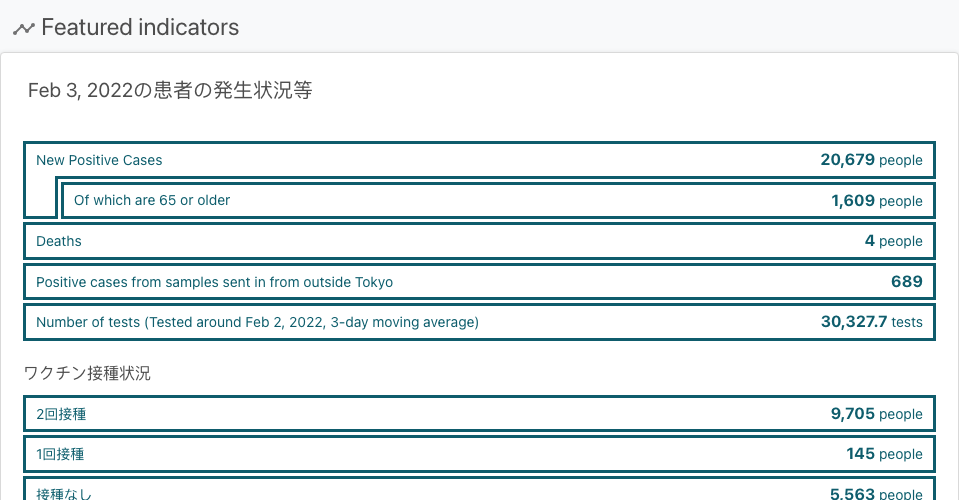 Featured indicators
Feb 3, 2022の患者の発生状況等
New Positive Cases 20,679 people
Of which are 65 or older 1,609 people
Deaths 4 people
Positive cases from samples sent in from outside Tokyo 689
Number of tests (Tested around Feb 2, 2022, 3-day moving average) 30,327.7 tests
ワクチン接種状況
2回接種 9,705 people
1回接種 145 people
接種なし 5,563 people